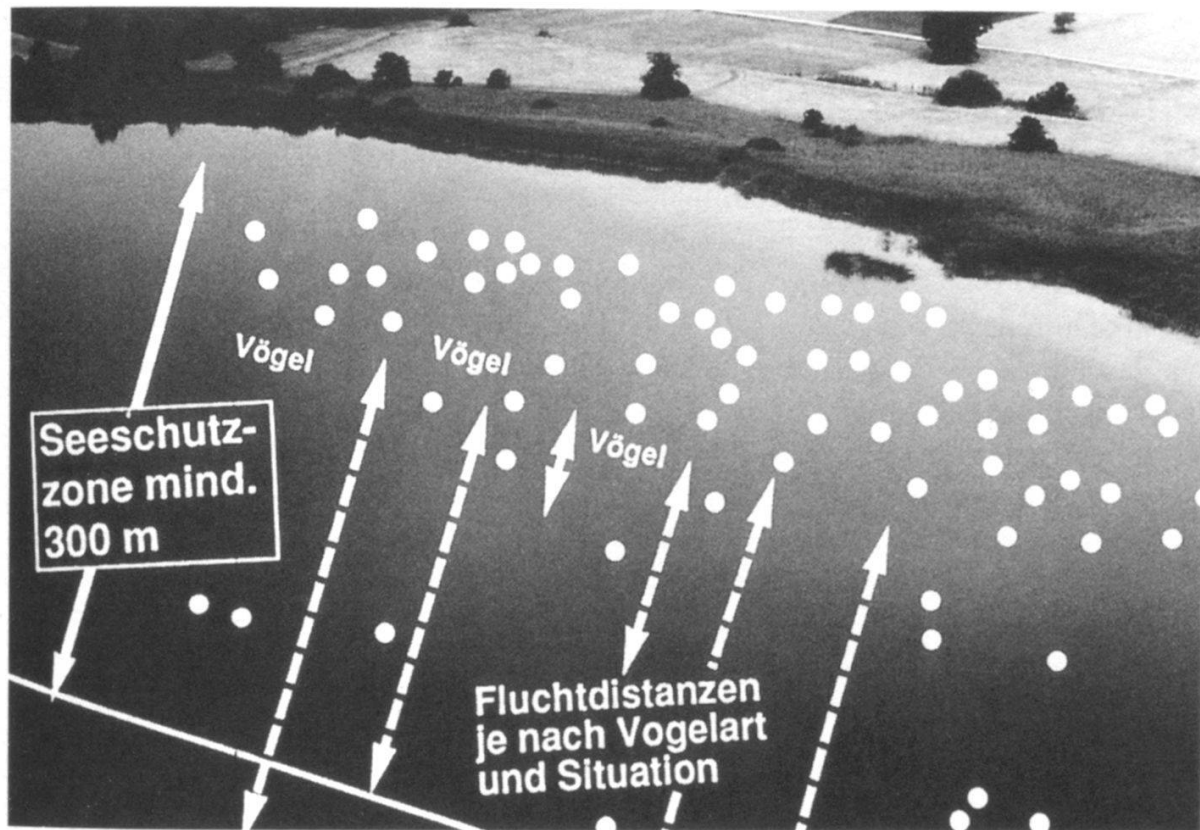 Vögel
Vögel
Vögel
Seeschutz-
zone mind.
300 m
Fluchtdistanzen
je nach Vogelart
und Situation